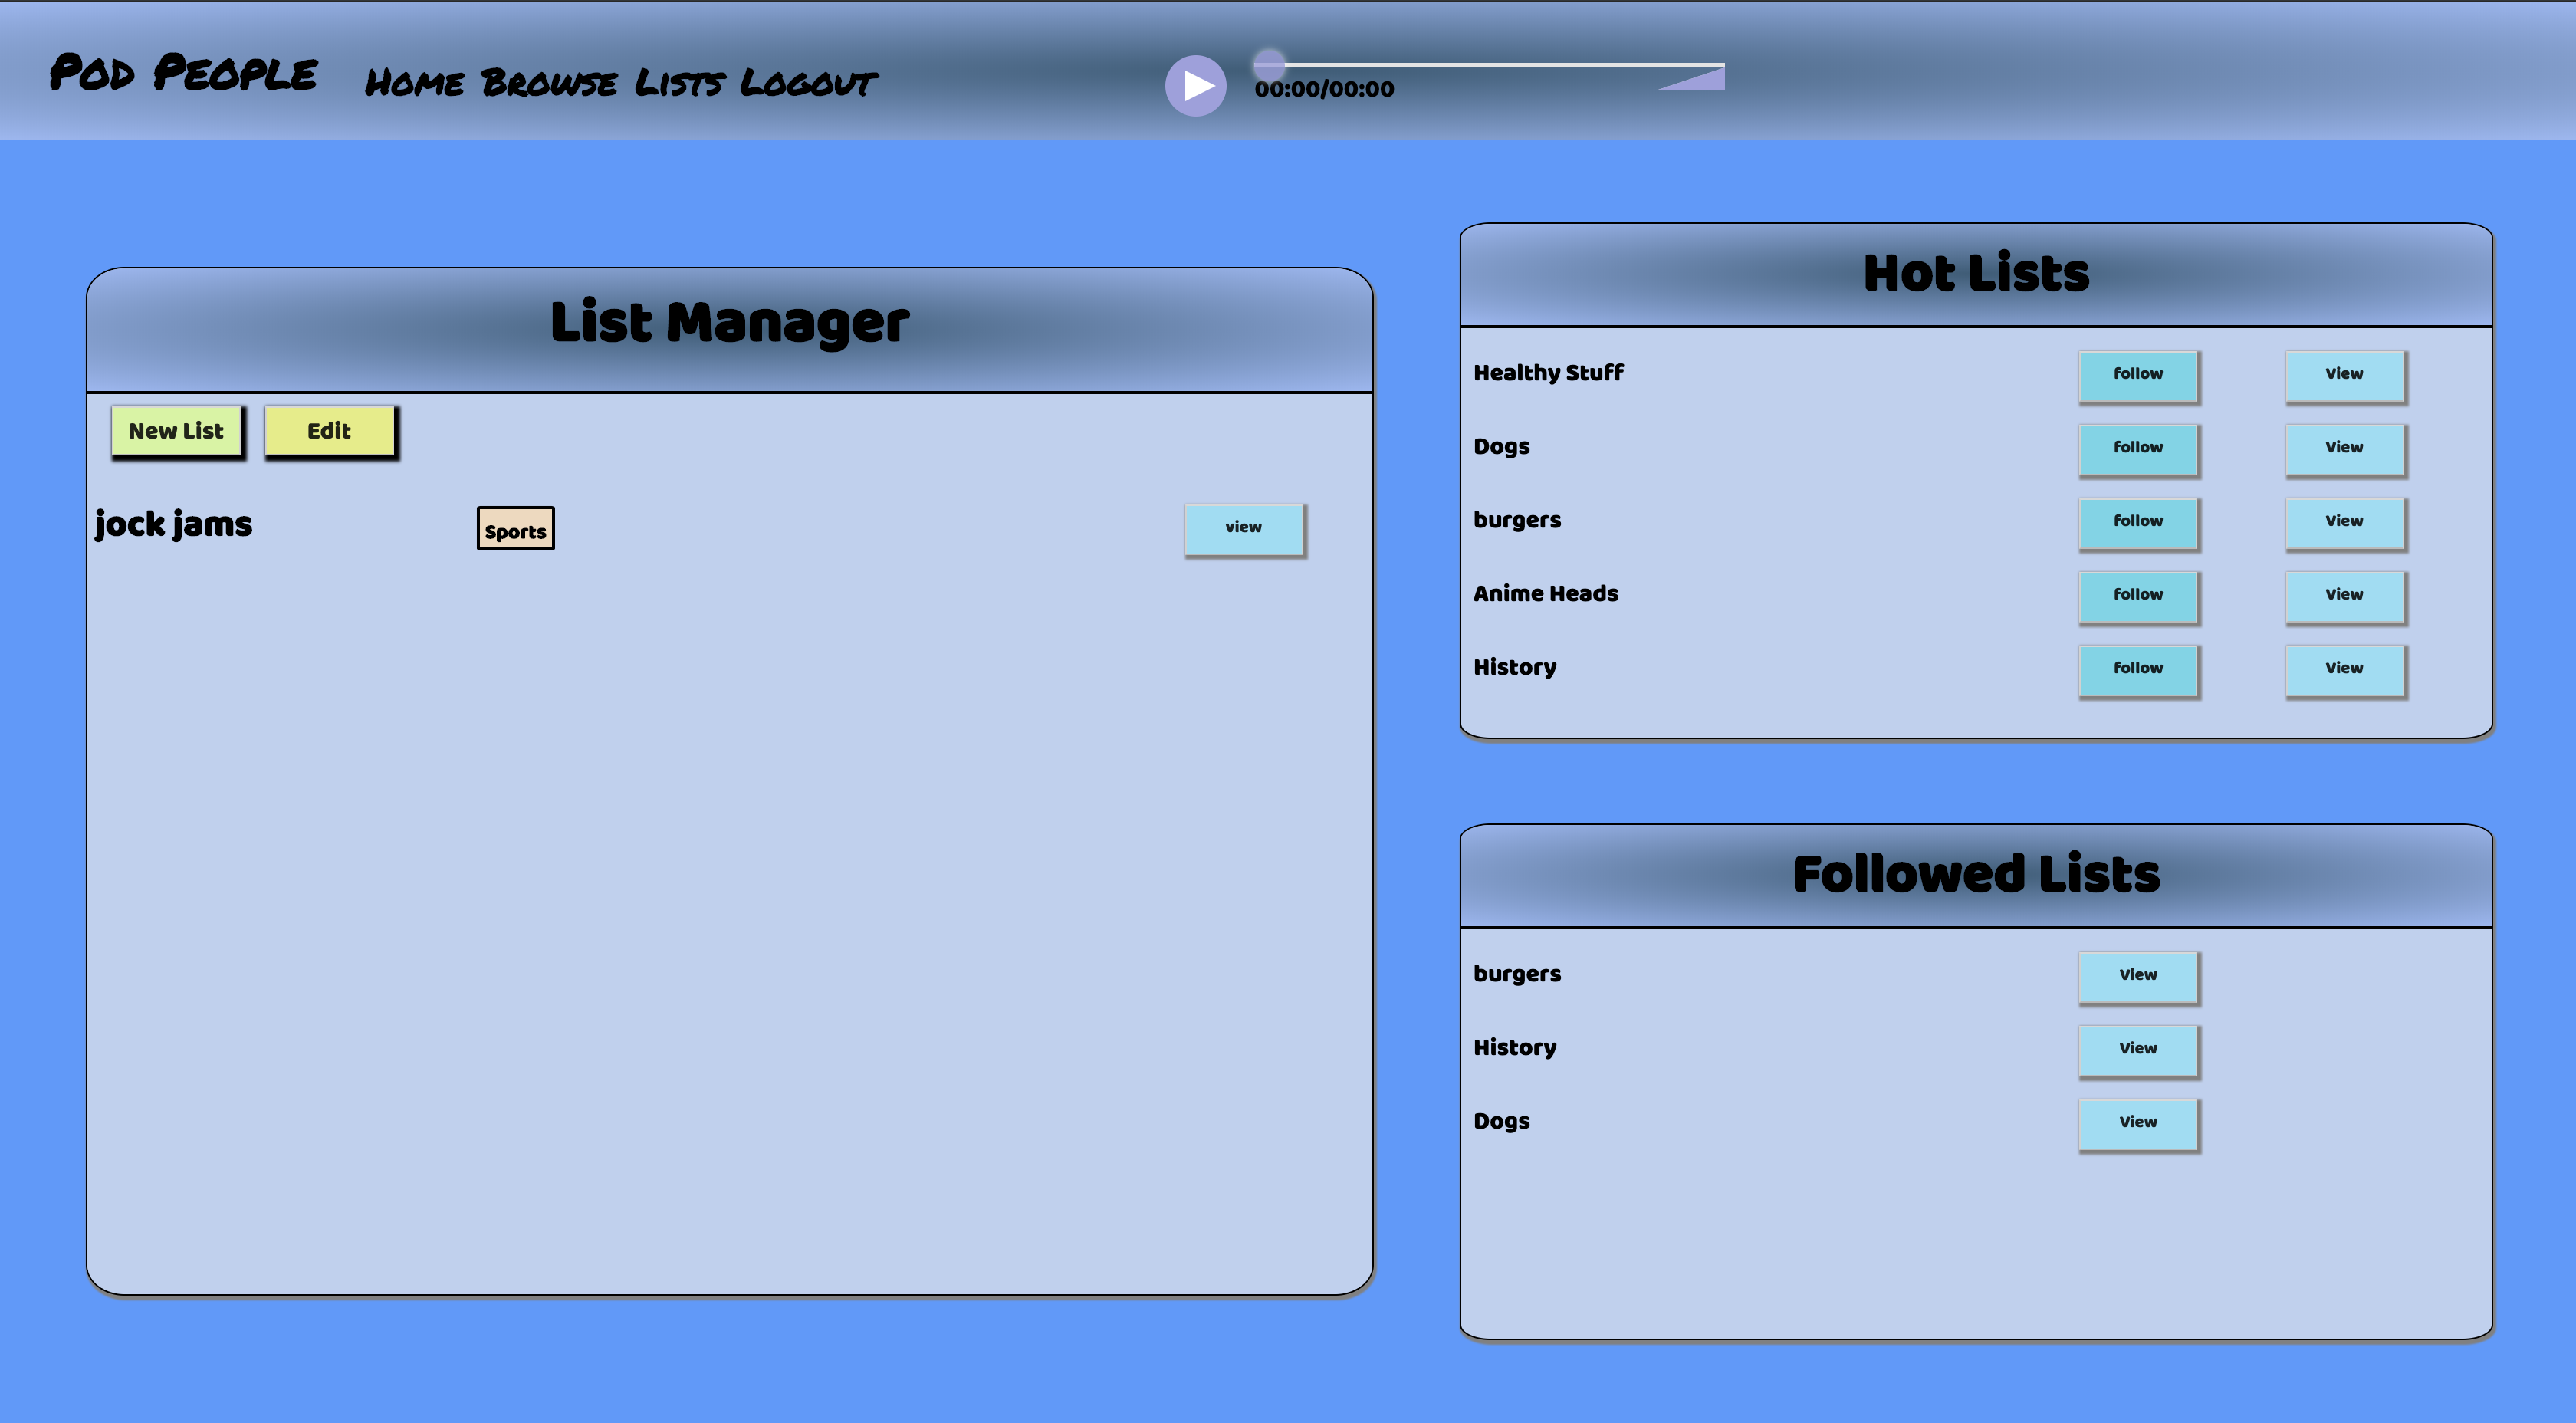 Pod People
Home Browse Lists Logout
00:00/00:00
List Manager
New List Edit
jock jams Sports view
Hot Lists
Healthy Stuff follow View
Dogs follow View
burgers follow View
Anime Heads follow View
History follow View
Followed Lists
burgers View
History View
Dogs View